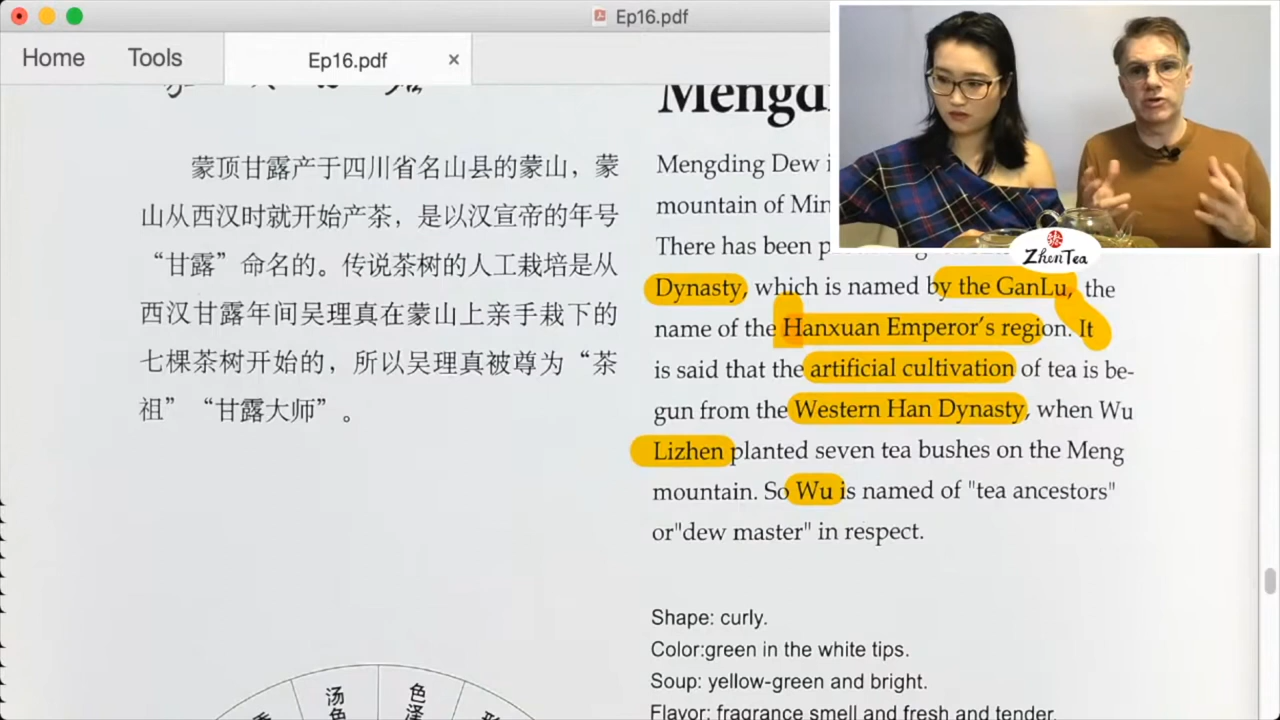 Ep16.pdf
Home
Tools
Ep16.pdf
×
蒙顶甘露产于四川省名山县的蒙山，蒙
山从西汉时就开始产茶，是以汉宣帝的年号
“甘露”命名的。传说茶树的人工栽培是从
西汉甘露年间吴理真在蒙山上亲手栽下的
七棵茶树开始的，所以吴理真被尊为“茶
祖”“甘露大师”。
Mengding Dew
mountain of
There has been
Dynasty, which is named by the GanLu, the
name of the Hanxuan Emperor's region. It
is said that the artificial cultivation of tea is be-
gun from the Western Han Dynasty, when Wu
Lizhen planted seven tea bushes on the Meng
mountain. So Wu is named of "tea ancestors"
or"dew master" in respect.
Shape: curly.
Color:green in the white tips.
Soup: yellow-green and bright.
Flavor: fragrance smell and fresh and tender.
汤色
色泽
ZhenTea